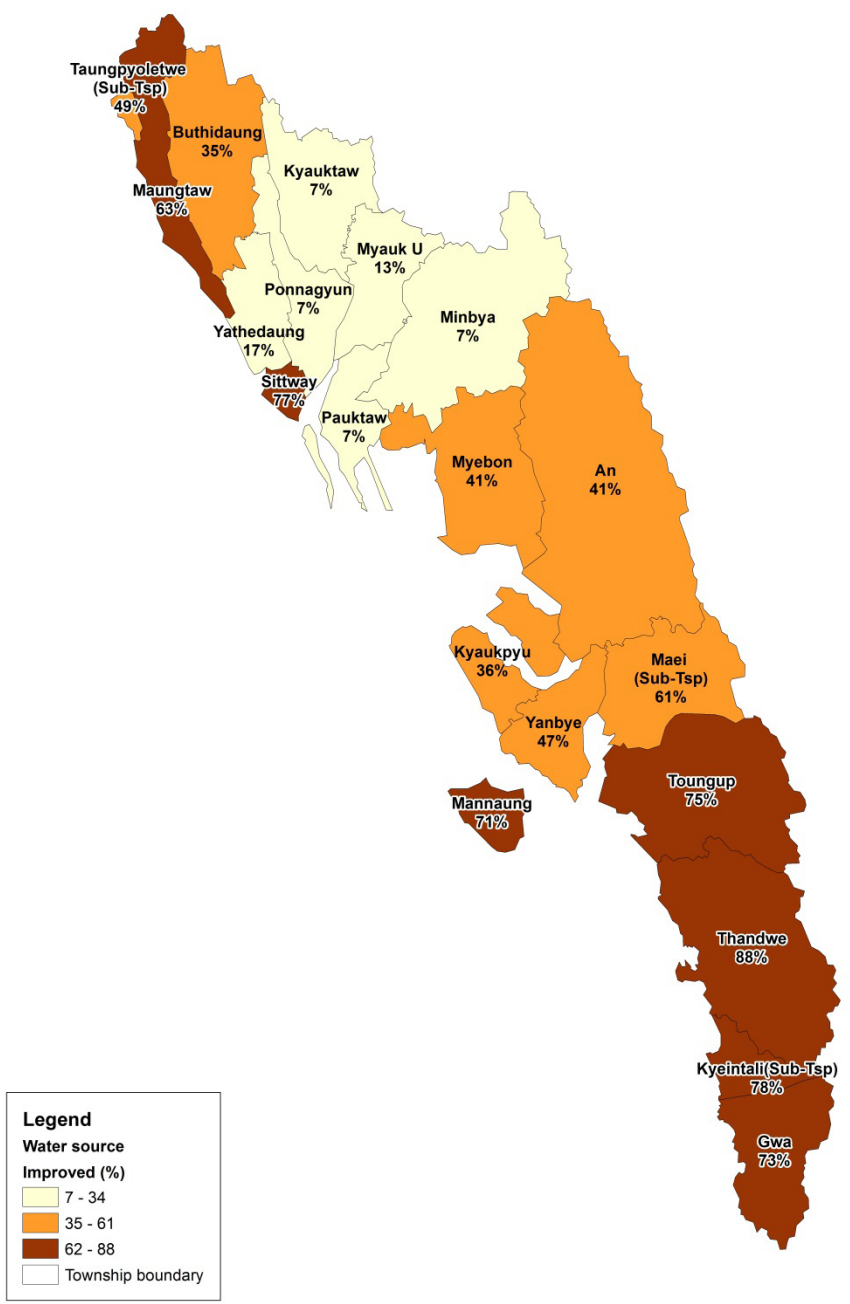 Taungpyoletwe
(Sub-Tsp)
49%
Buthidaung
35%
Kyauktaw
7%
Maungtaw
63%
Myauk U
13%
Ponnagyun
7%
Minbya
7%
Yathedaung
17%
Sittway
77%
Pauktaw
7%
Myebon
41%
An
41%
Kyaukpyu
36%
Maei
(Sub-Tsp)
61%
Yanbye
47%
Toungup
75%
Mannaung
71%
Thandwe
88%
Kyeintali(Sub-Tsp)
78%
Gwa
73%
Legend
Water source
Improved (%)
7 - 34
35 - 61
62 - 88
Township boundary